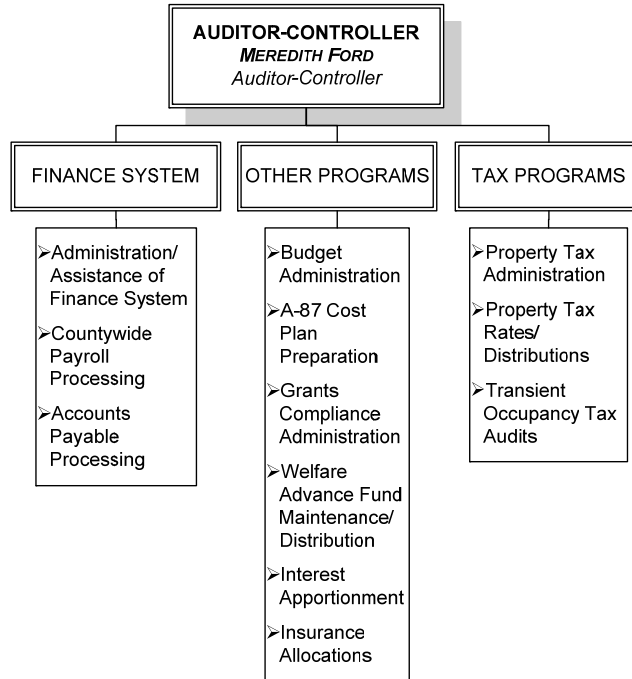 AUDITOR-CONTROLLER
MEREDITH FORD
Auditor-Controller
FINANCE SYSTEM
➢Administration/
Assistance of
Finance System
➢Countywide
Payroll
Processing
➢Accounts
Payable
Processing
OTHER PROGRAMS
➢Budget
Administration
➢A-87 Cost
Plan
Preparation
➢Grants
Compliance
Administration
➢Welfare
Advance Fund
Maintenance/
Distribution
➢Interest
Apportionment
➢Insurance
Allocations
TAX PROGRAMS
➢Property Tax
Administration
➢Property Tax
Rates/
Distributions
➢Transient
Occupancy Tax
Audits